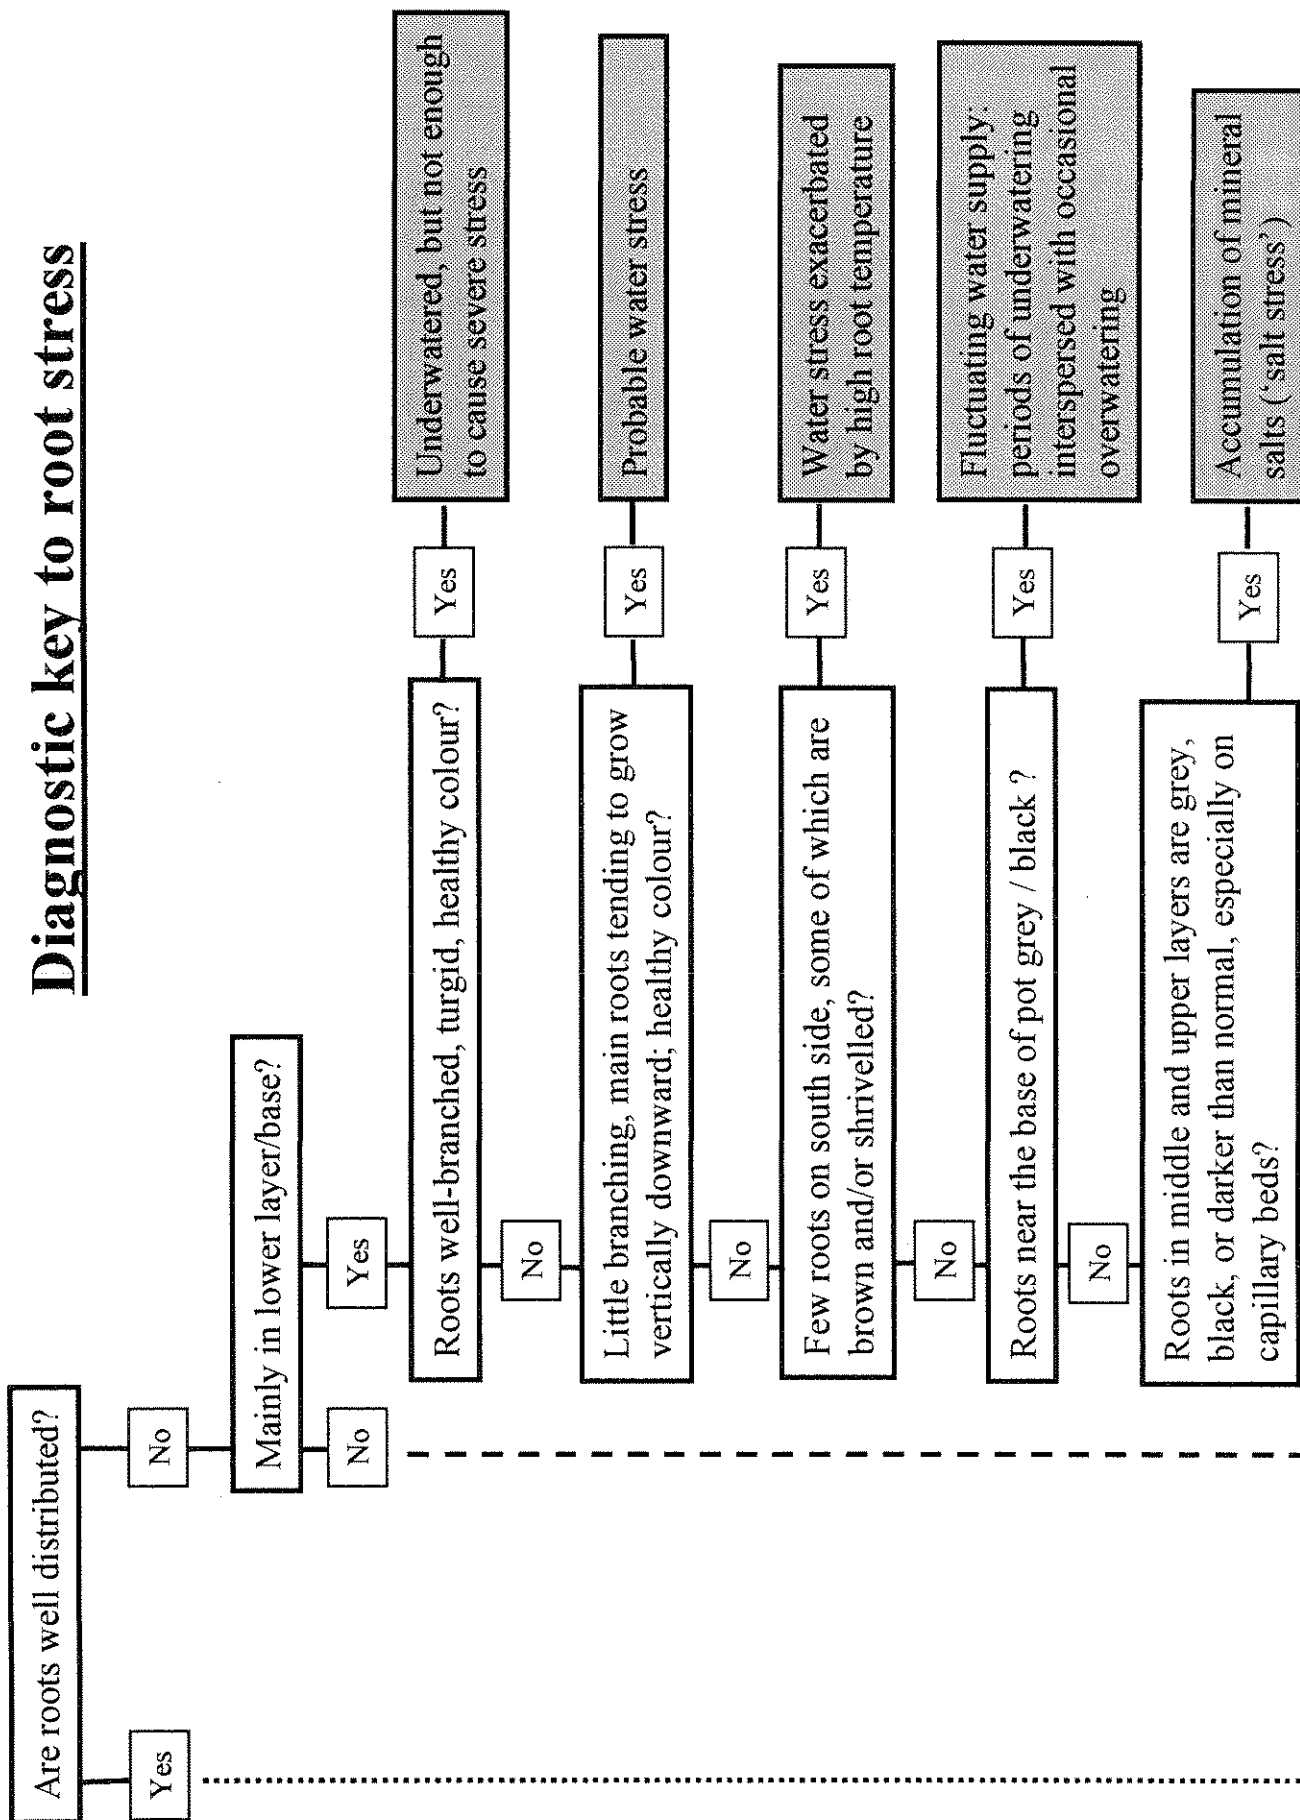 Diagnostic key to root stress
Are roots well distributed?
Yes
No
Mainly in lower layer/base?
No
Yes
Roots well-branched, turgid, healthy colour?
Yes
Underwatered, but not enough
to cause severe stress
No
Little branching, main roots tending to grow
vertically downward; healthy colour?
Yes
Probable water stress
No
Few roots on south side, some of which are
brown and/or shrivelled?
Yes
Water stress exacerbated
by high root temperature
No
Roots near the base of pot grey / black ?
Yes
Fluctuating water supply:
periods of underwatering
interspersed with occasional
overwatering
No
Roots in middle and upper layers are grey,
black, or darker than normal, especially on
capillary beds?
Yes
Accumulation of mineral
salts (‘salt stress’)